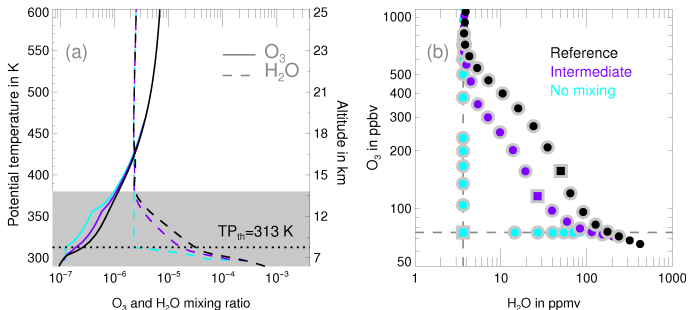 (a)
O3
H2O
TPth=313 K
600
550
500
450
400
350
300
25
23
21
19
18
16
14
13
11
7
10-7
10-6
10-5
10-4
10-3
Potential temperature in K
Altitude in km
O3 and H2O mixing ratio
(b)
Reference
Intermediate
No mixing
1000
500
400
300
200
100
50
1
10
100
1000
O3 in ppbv
H2O in ppmv